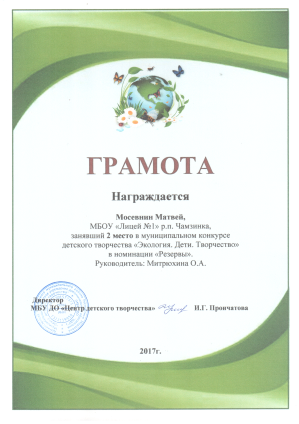 ГРАМОТА
Награждается
Мосевнин Матвей,
МБОУ «Лицей №1» р.п. Чамзинка,
занявший 2 место в муниципальном конкурсе
детского творчества «Экология. Дети. Творчество»
в номинации «Резервы».
Руководитель: Митрюхина О.А.
Директор
МБУ ДО «Центр детского творчества» Н.Г. Прончатова
2017г.